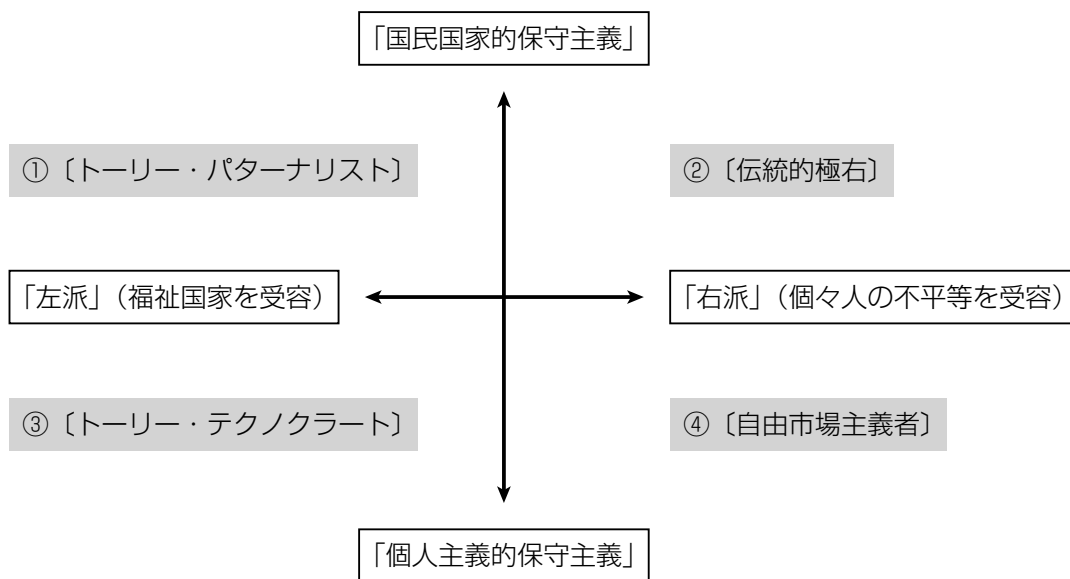 「国民国家的保守主義」
①〔トーリー・パターナリスト〕
②〔伝統的極右〕
「左派」（福祉国家を受容）
「右派」（個々人の不平等を受容）
③〔トーリー・テクノクラート〕
④〔自由市場主義者〕
「個人主義的保守主義」